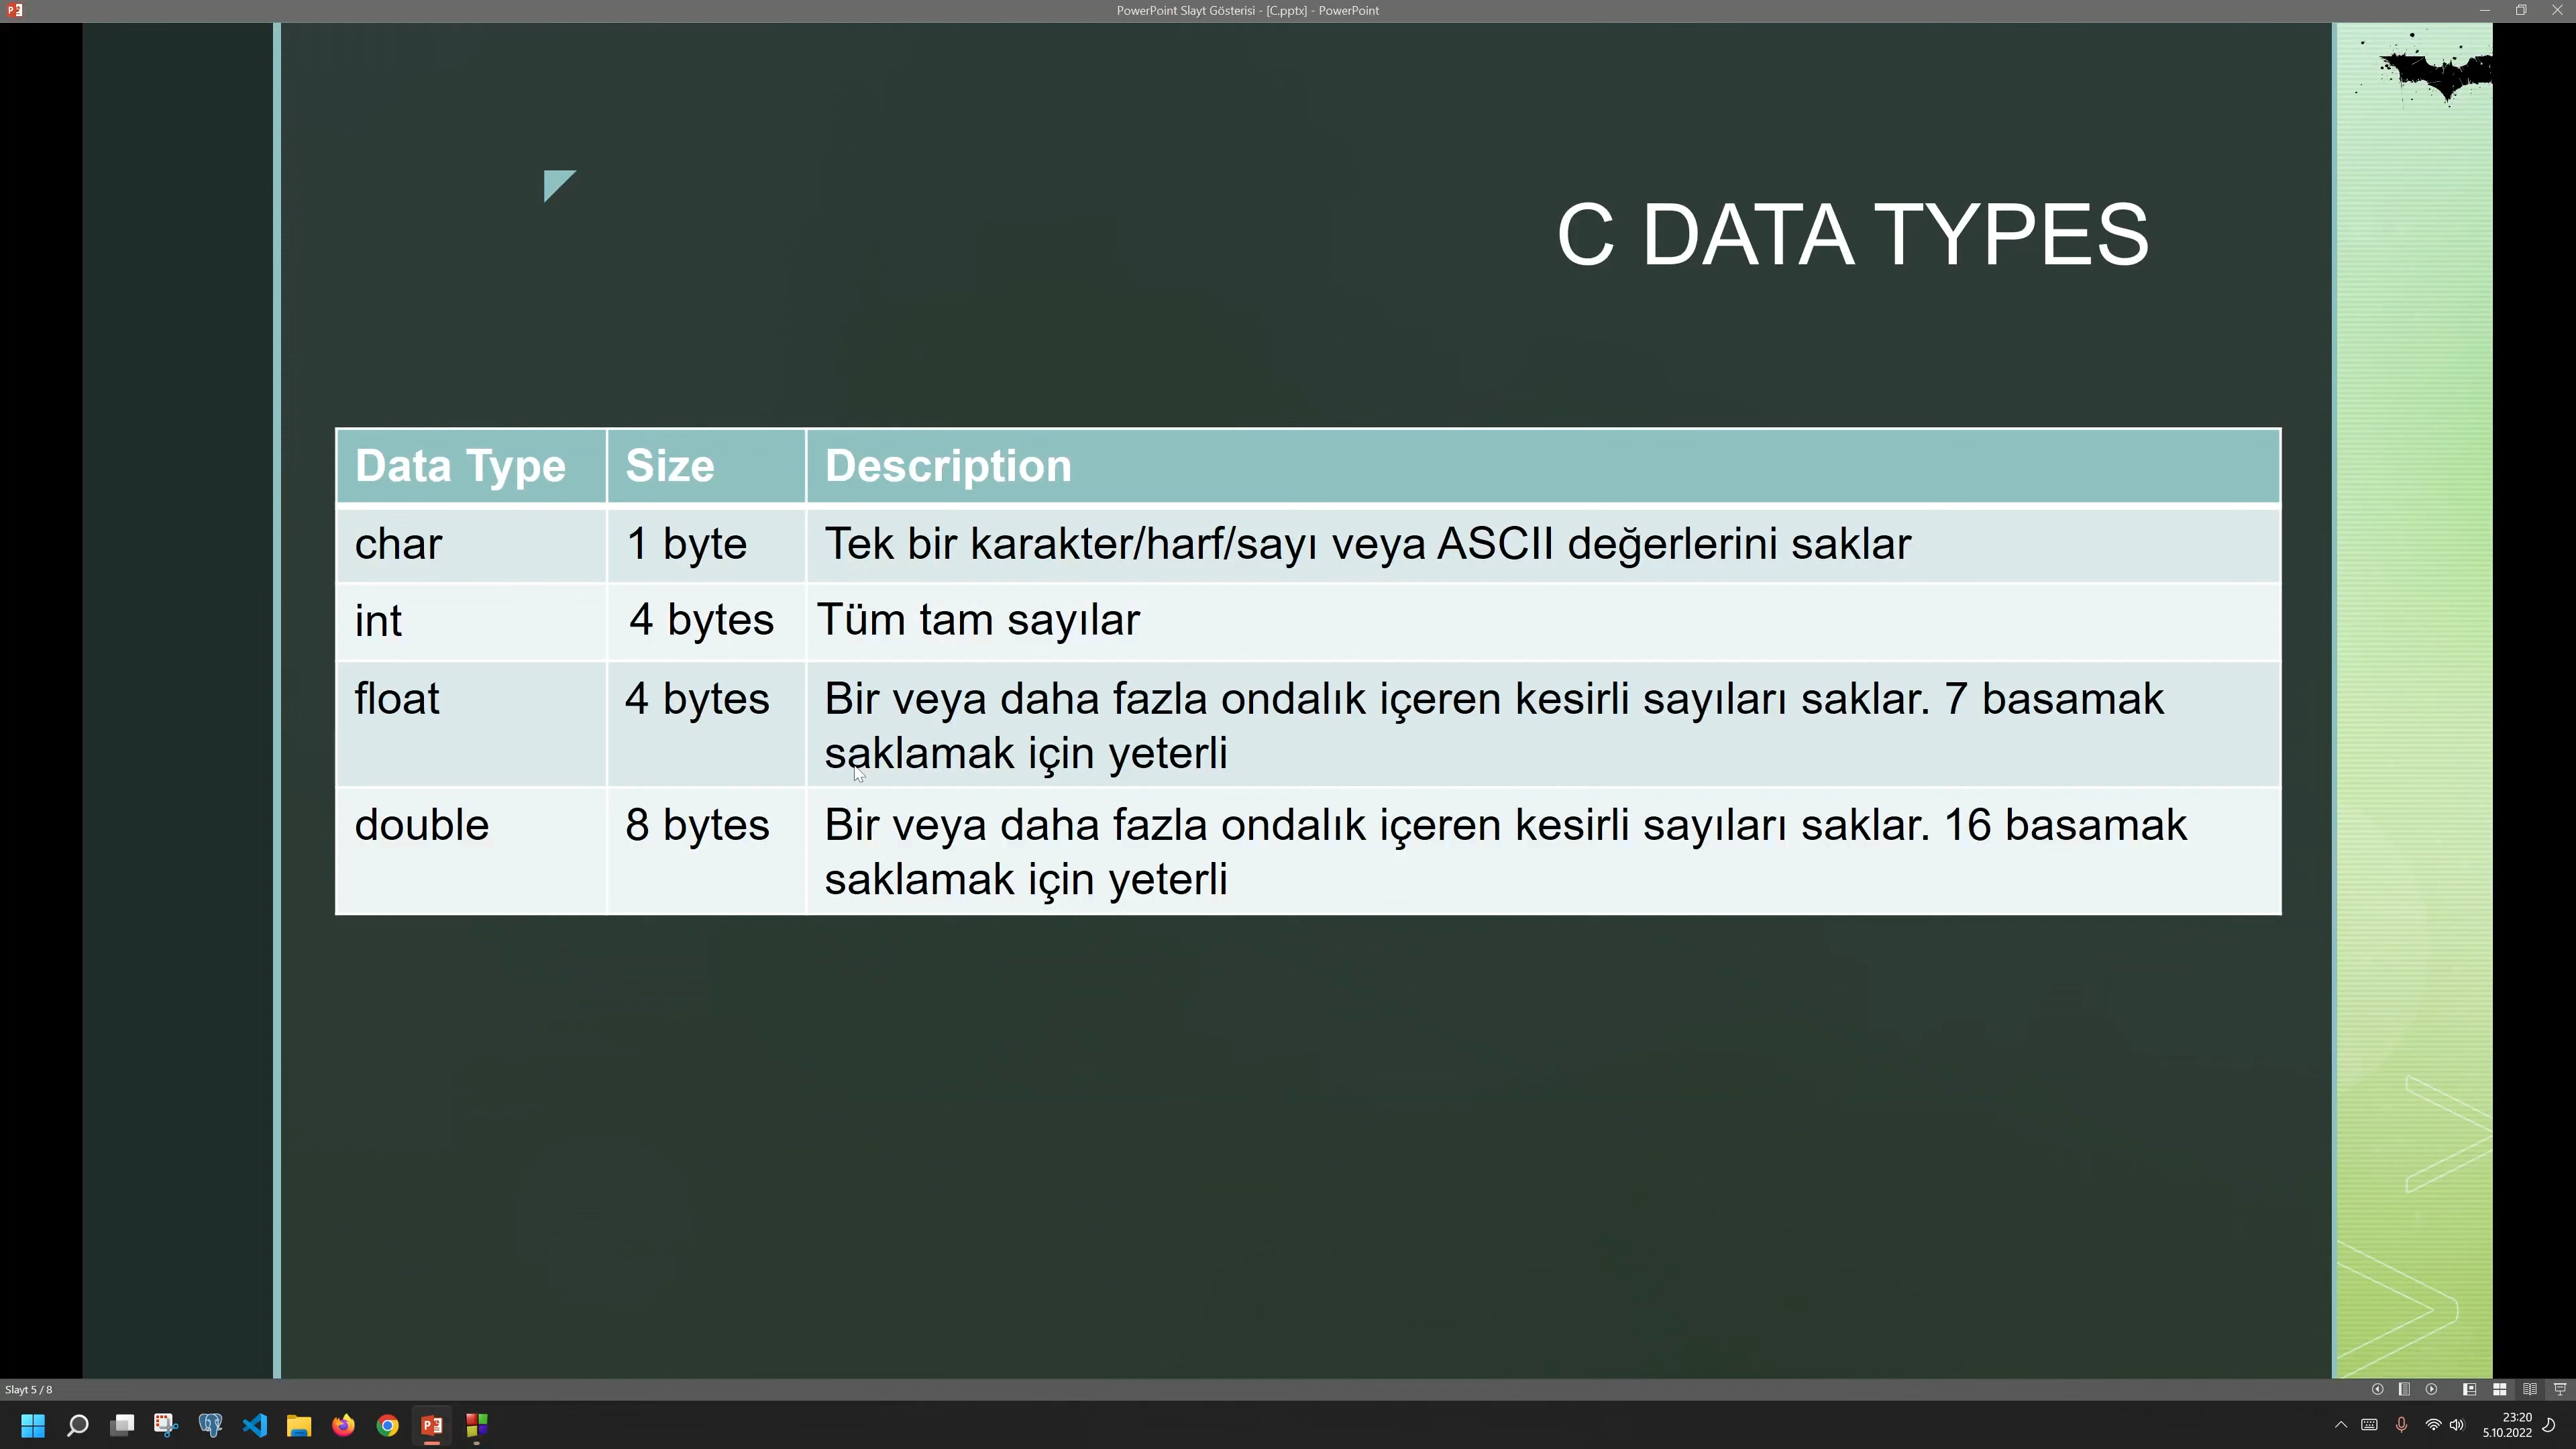 PowerPoint Slayt Gösterisi - [C.pptx] - PowerPoint
C DATA TYPES
Data Type Size Description
char 1 byte Tek bir karakter/harf/sayı veya ASCII değerlerini saklar
int 4 bytes Tüm tam sayılar
float 4 bytes Bir veya daha fazla ondalık içeren kesirli sayıları saklar. 7 basamak
saklamak için yeterli
double 8 bytes Bir veya daha fazla ondalık içeren kesirli sayıları saklar. 16 basamak
saklamak için yeterli
Slayt 5 / 8
23:20
5.10.2022